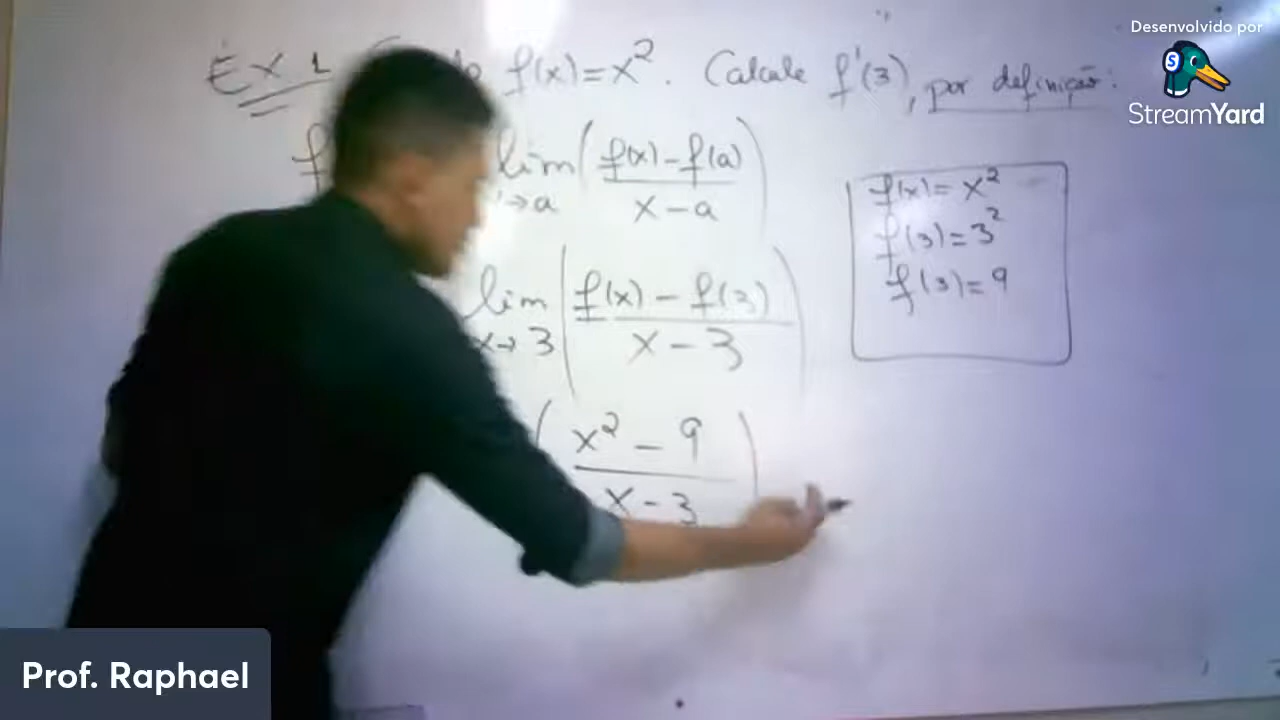 Desenvolvido por
StreamYard
Ex 1 f(x)=x². Calcule f'(3), por definição:
f lim ( f(x)-f(a) / x-a )
→a
lim ( f(x) - f(3) / x - 3 )
x→3
( x² - 9 / x - 3 )
f(x)= x²
f(3)=3²
f(3)=9
Prof. Raphael